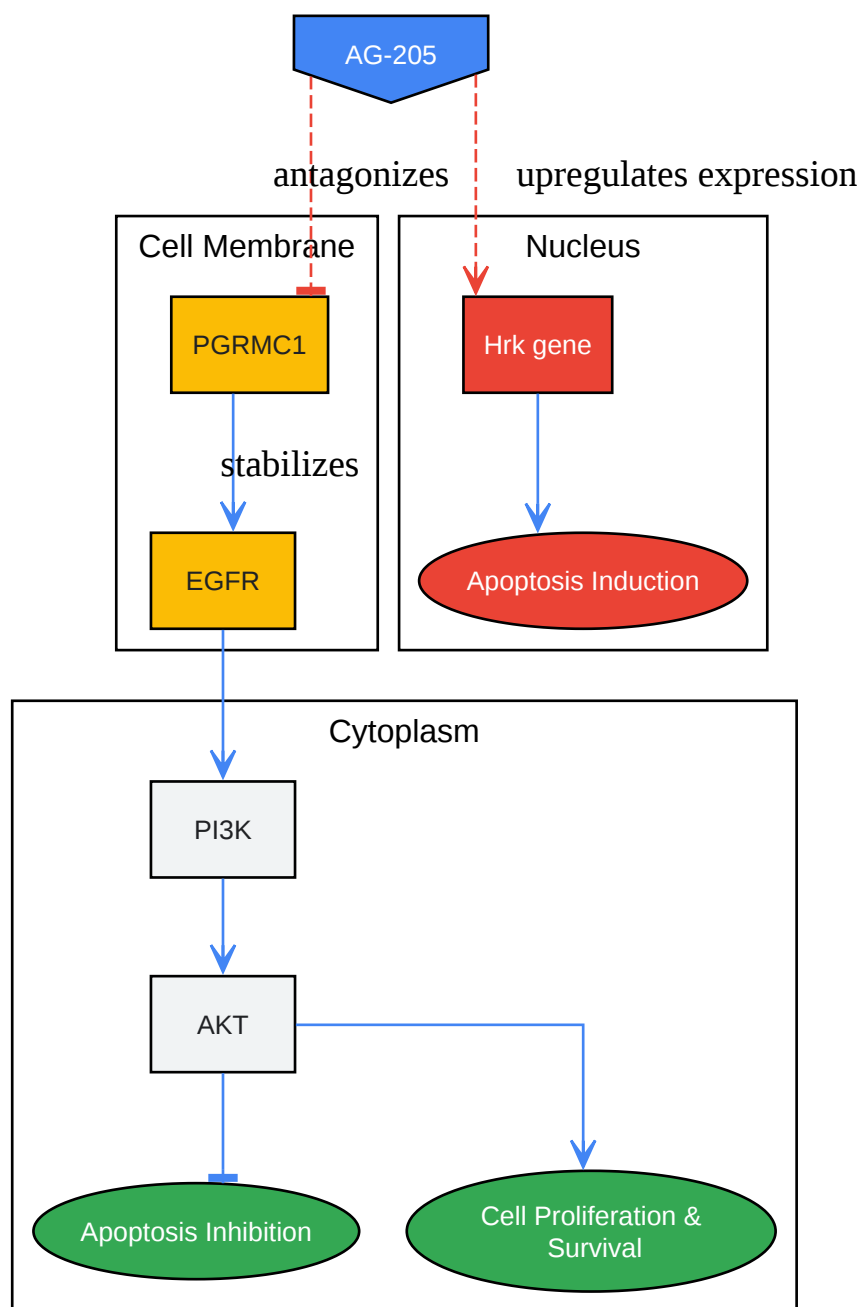 AG-205
antagonizes
upregulates expression
Cell Membrane
Nucleus
PGRMC1
Hrk gene
stabilizes
EGFR
Apoptosis Induction
Cytoplasm
PI3K
AKT
Apoptosis Inhibition
Cell Proliferation &
Survival